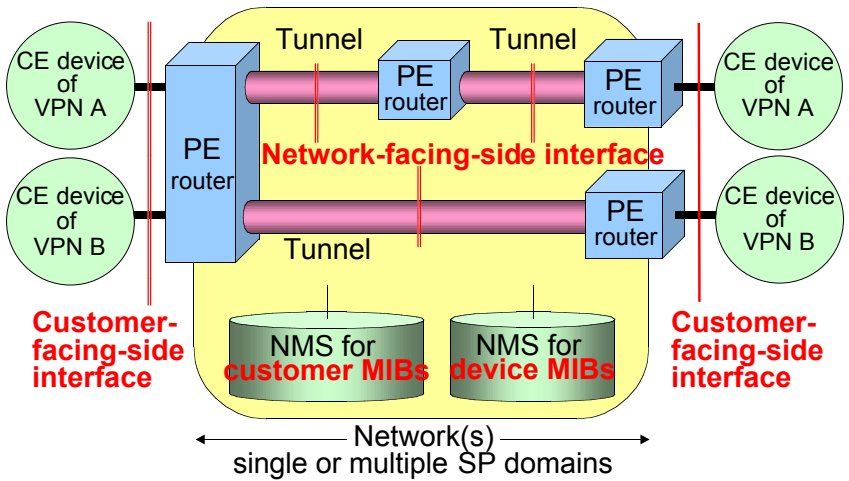 Tunnel
Tunnel
CE device
of
VPN A
PE
router
PE
router
CE device
of
VPN A
PE
router
Network-facing-side interface
CE device
of
VPN B
PE
router
CE device
of
VPN B
Tunnel
Customer-
facing-side
interface
NMS for
customer MIBs
NMS for
device MIBs
Customer-
facing-side
interface
Network(s)
single or multiple SP domains